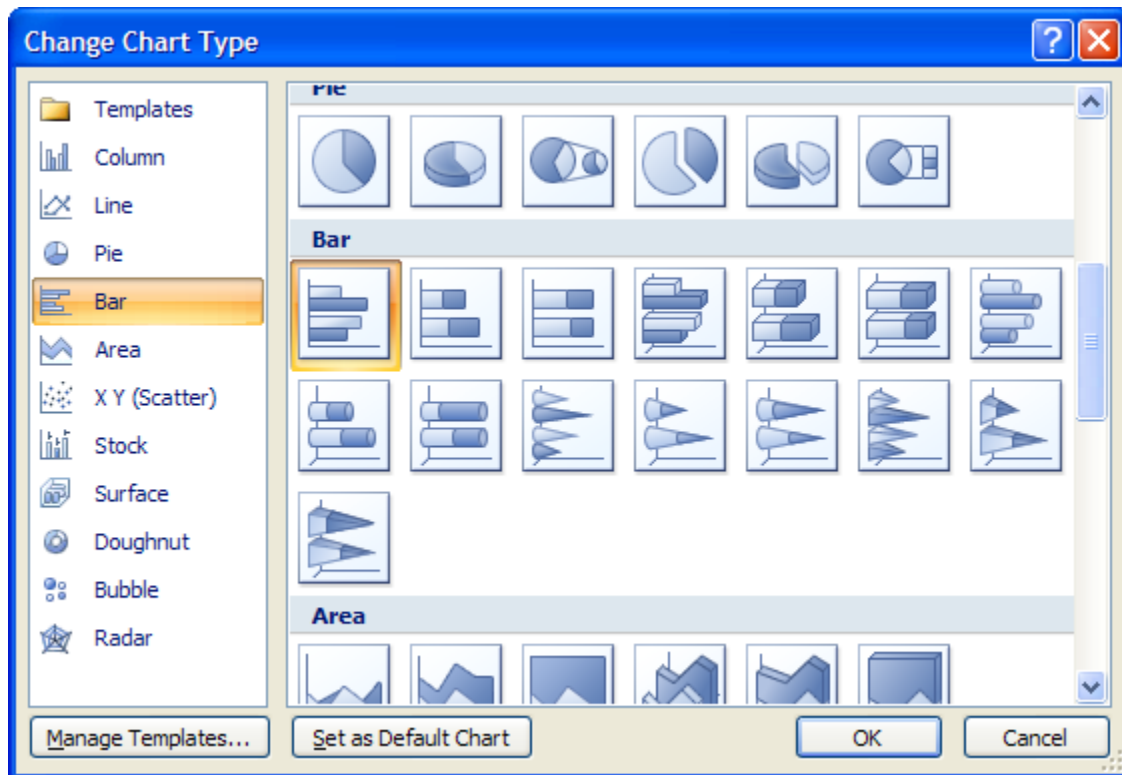 Change Chart Type
Templates
Column
Line
Pie
Bar
Area
X Y (Scatter)
Stock
Surface
Doughnut
Bubble
Radar
Pie
Bar
Area
Manage Templates...
Set as Default Chart
OK
Cancel